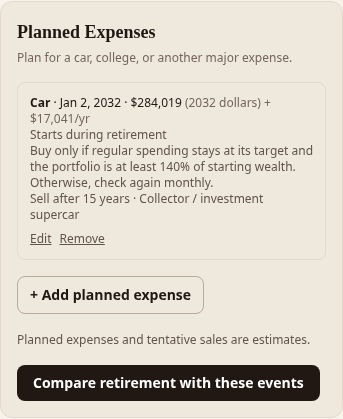 Planned Expenses
Plan for a car, college, or another major expense.
Car · Jan 2, 2032 · $284,019 (2032 dollars) +
$17,041/yr
Starts during retirement
Buy only if regular spending stays at its target and
the portfolio is at least 140% of starting wealth.
Otherwise, check again monthly.
Sell after 15 years · Collector / investment
supercar
Edit Remove
+ Add planned expense
Planned expenses and tentative sales are estimates.
Compare retirement with these events